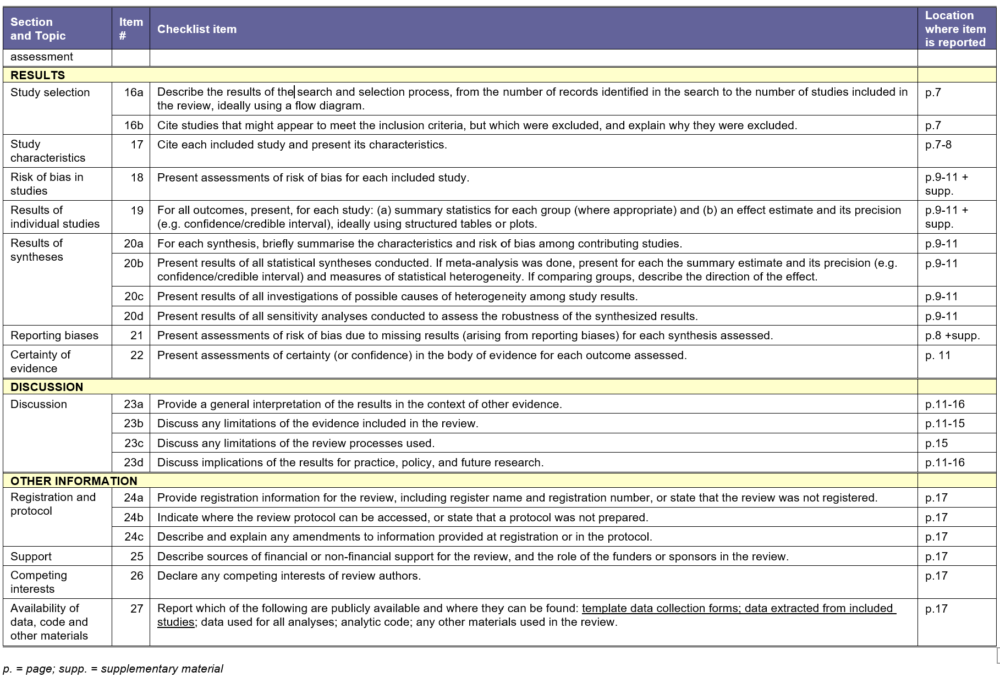 Section and Topic | Item # | Checklist item | Location where item is reported
assessment
RESULTS
Study selection | 16a | Describe the results of the search and selection process, from the number of records identified in the search to the number of studies included in
the review, ideally using a flow diagram. | p.7
16b | Cite studies that might appear to meet the inclusion criteria, but which were excluded, and explain why they were excluded. | p.7
Study characteristics | 17 | Cite each included study and present its characteristics. | p.7-8
Risk of bias in studies | 18 | Present assessments of risk of bias for each included study. | p.9-11 + supp.
Results of individual studies | 19 | For all outcomes, present, for each study: (a) summary statistics for each group (where appropriate) and (b) an effect estimate and its precision
(e.g. confidence/credible interval), ideally using structured tables or plots. | p.9-11 + supp.
Results of syntheses | 20a | For each synthesis, briefly summarise the characteristics and risk of bias among contributing studies. | p.9-11
20b | Present results of all statistical syntheses conducted. If meta-analysis was done, present for each the summary estimate and its precision (e.g.
confidence/credible interval) and measures of statistical heterogeneity. If comparing groups, describe the direction of the effect. | p.9-11
20c | Present results of all investigations of possible causes of heterogeneity among study results. | p.9-11
20d | Present results of all sensitivity analyses conducted to assess the robustness of the synthesized results. | p.9-11
Reporting biases | 21 | Present assessments of risk of bias due to missing results (arising from reporting biases) for each synthesis assessed. | p.8 +supp.
Certainty of evidence | 22 | Present assessments of certainty (or confidence) in the body of evidence for each outcome assessed. | p. 11
DISCUSSION
Discussion | 23a | Provide a general interpretation of the results in the context of other evidence. | p.11-16
23b | Discuss any limitations of the evidence included in the review. | p.11-15
23c | Discuss any limitations of the review processes used. | p.15
23d | Discuss implications of the results for practice, policy, and future research. | p.11-16
OTHER INFORMATION
Registration and protocol | 24a | Provide registration information for the review, including register name and registration number, or state that the review was not registered. | p.17
24b | Indicate where the review protocol can be accessed, or state that a protocol was not prepared. | p.17
24c | Describe and explain any amendments to information provided at registration or in the protocol. | p.17
Support | 25 | Describe sources of financial or non-financial support for the review, and the role of the funders or sponsors in the review. | p.17
Competing interests | 26 | Declare any competing interests of review authors. | p.17
Availability of data, code and other materials | 27 | Report which of the following are publicly available and where they can be found: template data collection forms; data extracted from included
studies; data used for all analyses; analytic code; any other materials used in the review. | p.17
p. = page; supp. = supplementary material